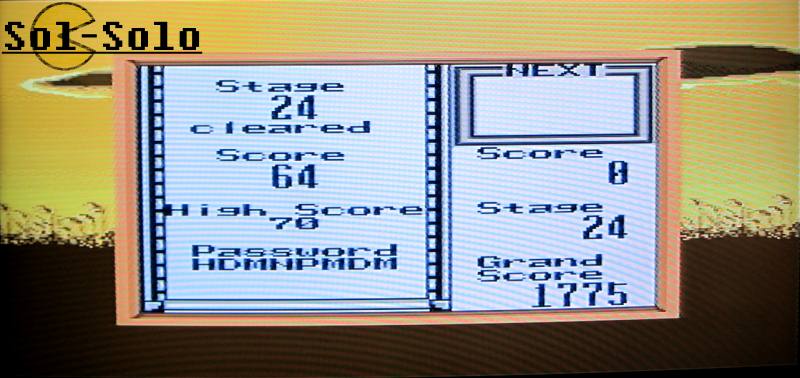 Sol-Solo
Stage
24
cleared
Score
64
High Score
70
Password
HDMNPMDM
NEXT
Score
0
Stage
24
Grand
Score
1775